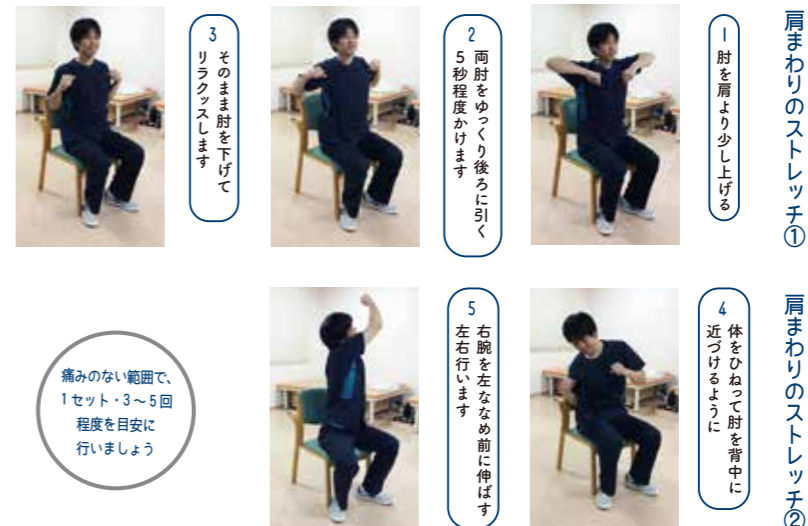 肩まわりのストレッチ①
1
肘を肩より少し上げる
2
両肘をゆっくり後ろに引く
5秒程度かけます
3
そのまま肘を下げて
リラックスします
肩まわりのストレッチ②
4
体をひねって肘を背中に
近づけるように
5
右腕を左ななめ前に伸ばす
左右行います
痛みのない範囲で、
1セット・3～5回
程度を目安に
行いましょう